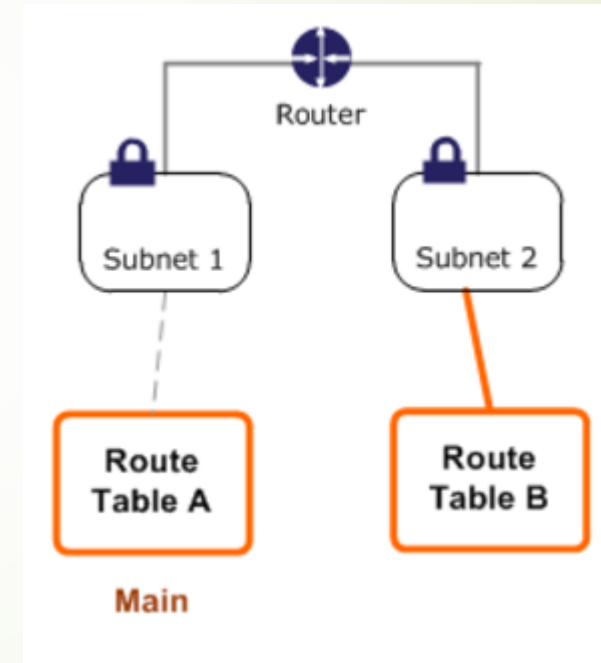 Router
Subnet 1
Subnet 2
Route
Table A
Route
Table B
Main